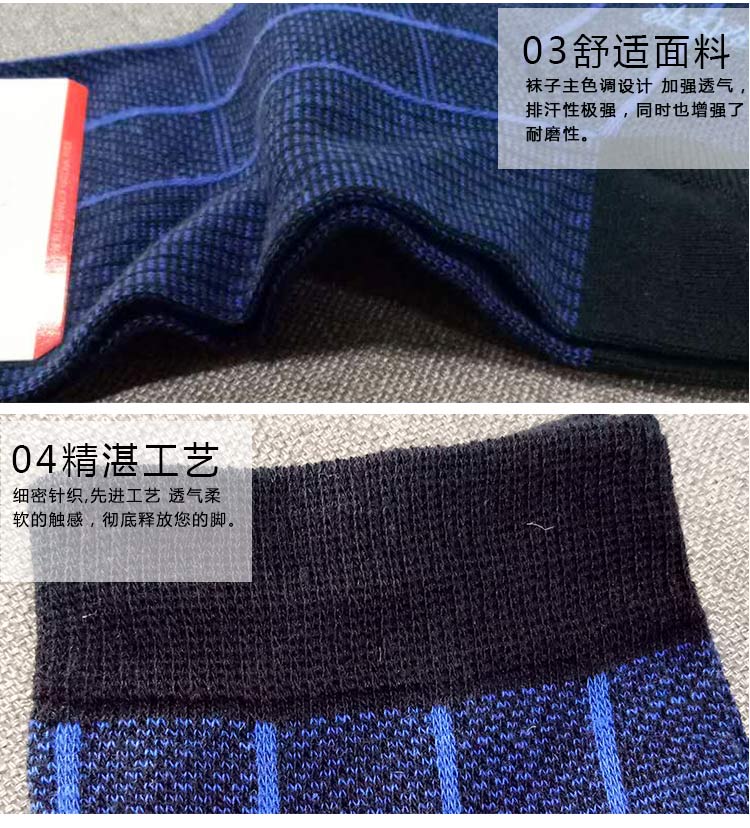 03舒适面料
袜子主色调设计 加强透气，
排汗性极强，同时也增强了
耐磨性。
04精湛工艺
细密针织,先进工艺 透气柔
软的触感，彻底释放您的脚。